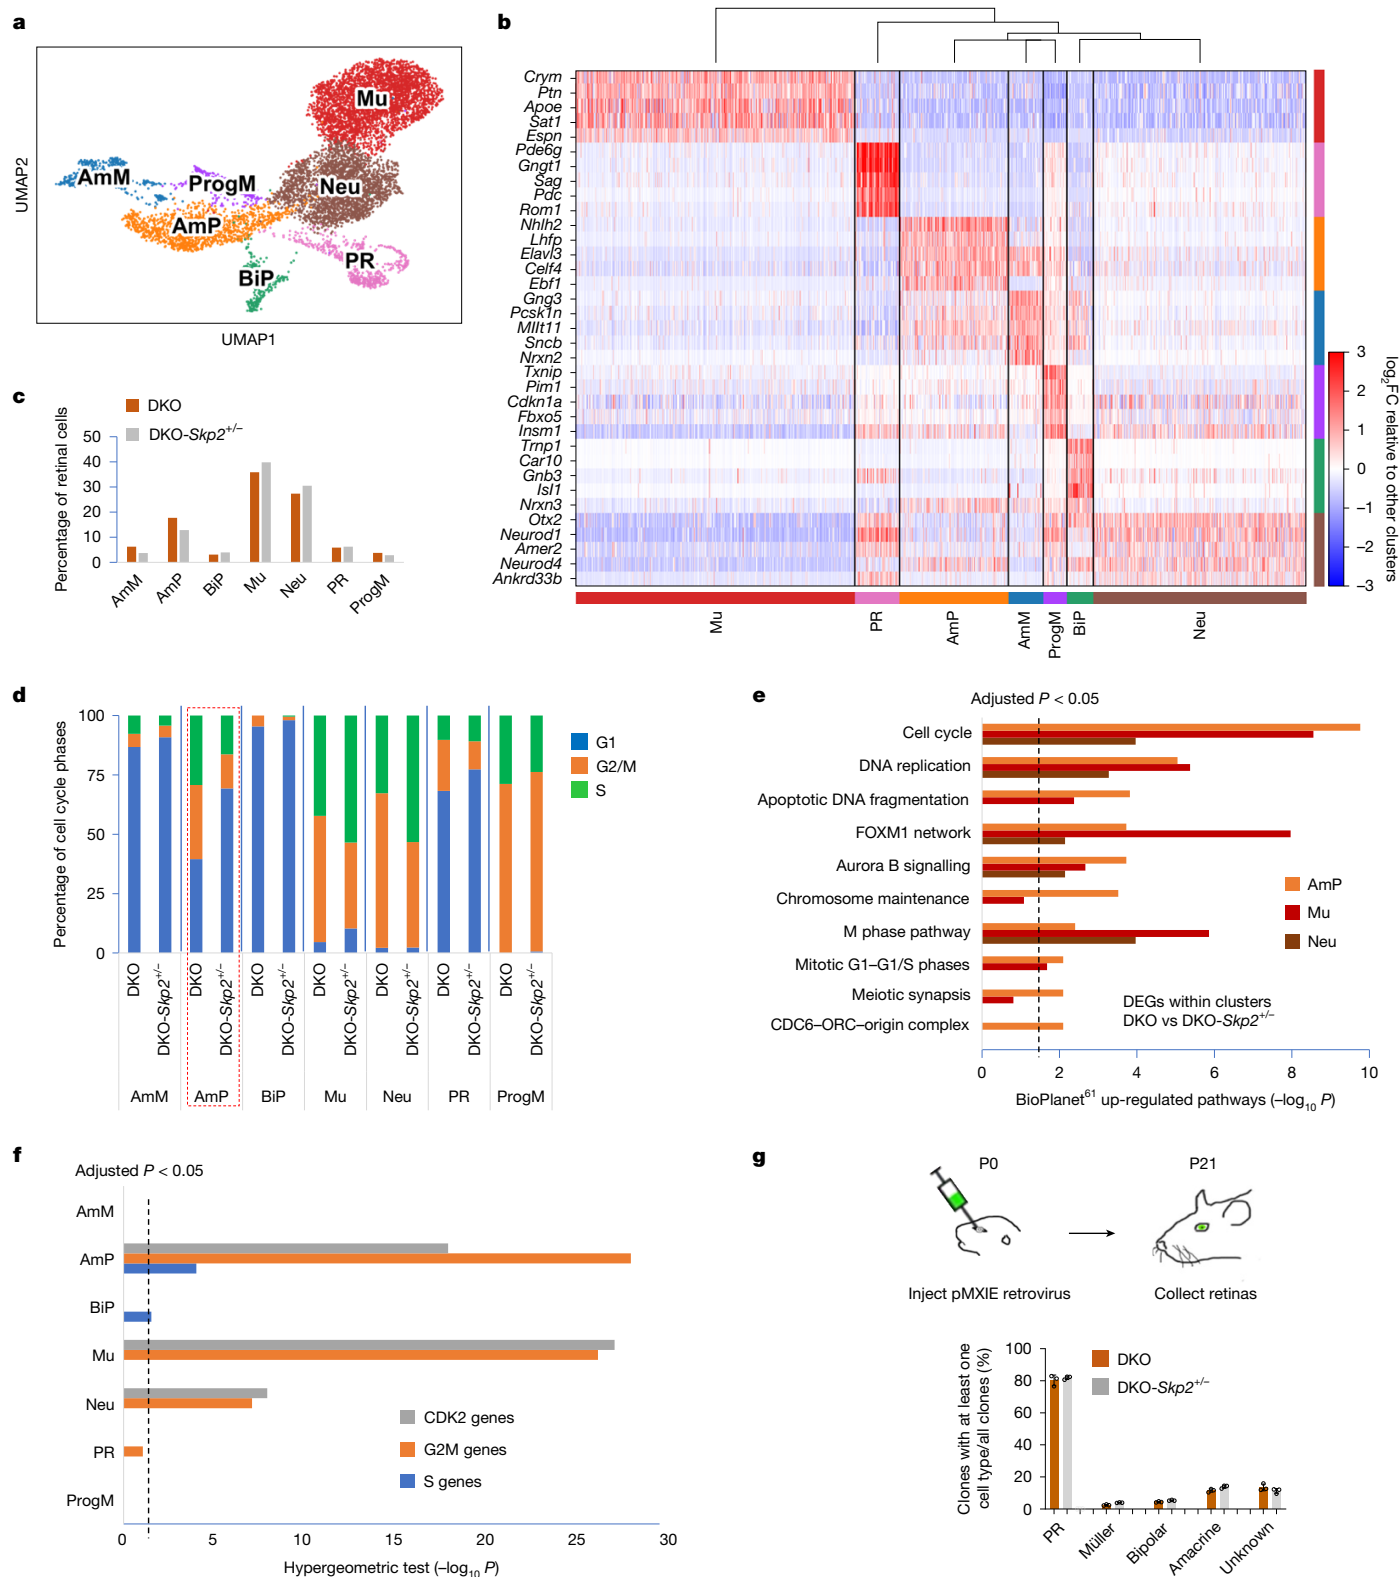 a
UMAP2
Mu
AmM
ProgM
Neu
AmP
PR
BiP
UMAP1
b
Crym
Ptn
Apoe
Sat1
Espn
Pde6g
Gngt1
Sag
Pdc
Rom1
Nhlh2
Lhfp
Elavl3
Celf4
Ebf1
Gng3
Pcsk1n
Mllt11
Sncb
Nrxn2
Txnip
Pim1
Cdkn1a
Fbxo5
Insm1
Trnp1
Car10
Gnb3
Isl1
Nrxn3
Otx2
Neurod1
Amer2
Neurod4
Ankrd33b
Mu
PR
AmP
AmM
ProgM
BiP
Neu
3
2
1
0
−1
−2
−3
log2FC relative to other clusters
c
DKO
DKO-Skp2+/−
Percentage of retinal cells
50
40
30
20
10
0
AmM
AmP
BiP
Mu
Neu
PR
ProgM
d
Percentage of cell cycle phases
100
75
50
25
0
G1
G2/M
S
DKO
DKO-Skp2+/−
DKO
DKO-Skp2+/−
DKO
DKO-Skp2+/−
DKO
DKO-Skp2+/−
DKO
DKO-Skp2+/−
DKO
DKO-Skp2+/−
DKO
DKO-Skp2+/−
AmM
AmP
BiP
Mu
Neu
PR
ProgM
e
Adjusted P < 0.05
Cell cycle
DNA replication
Apoptotic DNA fragmentation
FOXM1 network
Aurora B signalling
Chromosome maintenance
M phase pathway
Mitotic G1–G1/S phases
Meiotic synapsis
CDC6–ORC–origin complex
AmP
Mu
Neu
DEGs within clusters
DKO vs DKO-Skp2+/−
0 2 4 6 8 10
BioPlanet61 up-regulated pathways (–log10 P)
f
Adjusted P < 0.05
AmM
AmP
BiP
Mu
Neu
PR
ProgM
CDK2 genes
G2M genes
S genes
0 5 10 15 20 25 30
Hypergeometric test (–log10 P)
g
P0
P21
Inject pMXIE retrovirus
Collect retinas
Clones with at least one
cell type/all clones (%)
100
80
60
40
20
0
DKO
DKO-Skp2+/−
PR
Müller
Bipolar
Amacrine
Unknown